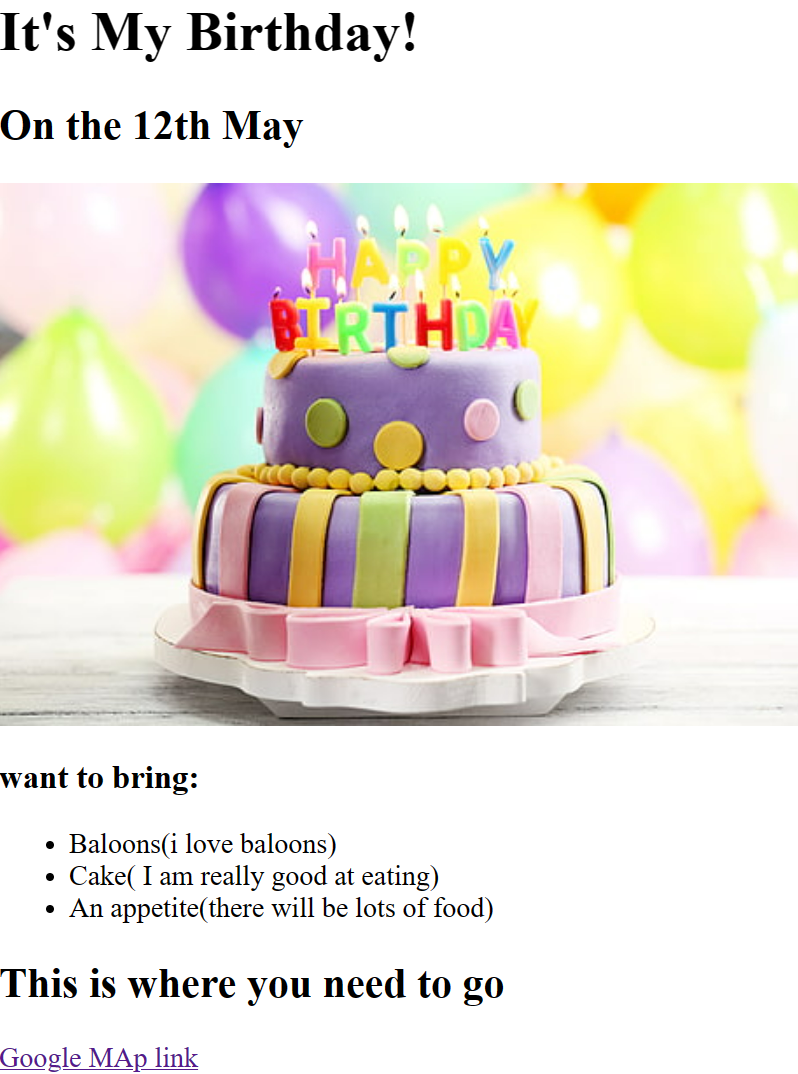 It's My Birthday!
On the 12th May
HAPPY
BIRTHDAY
want to bring:
Baloons(i love baloons)
Cake( I am really good at eating)
An appetite(there will be lots of food)
This is where you need to go
Google MAp link